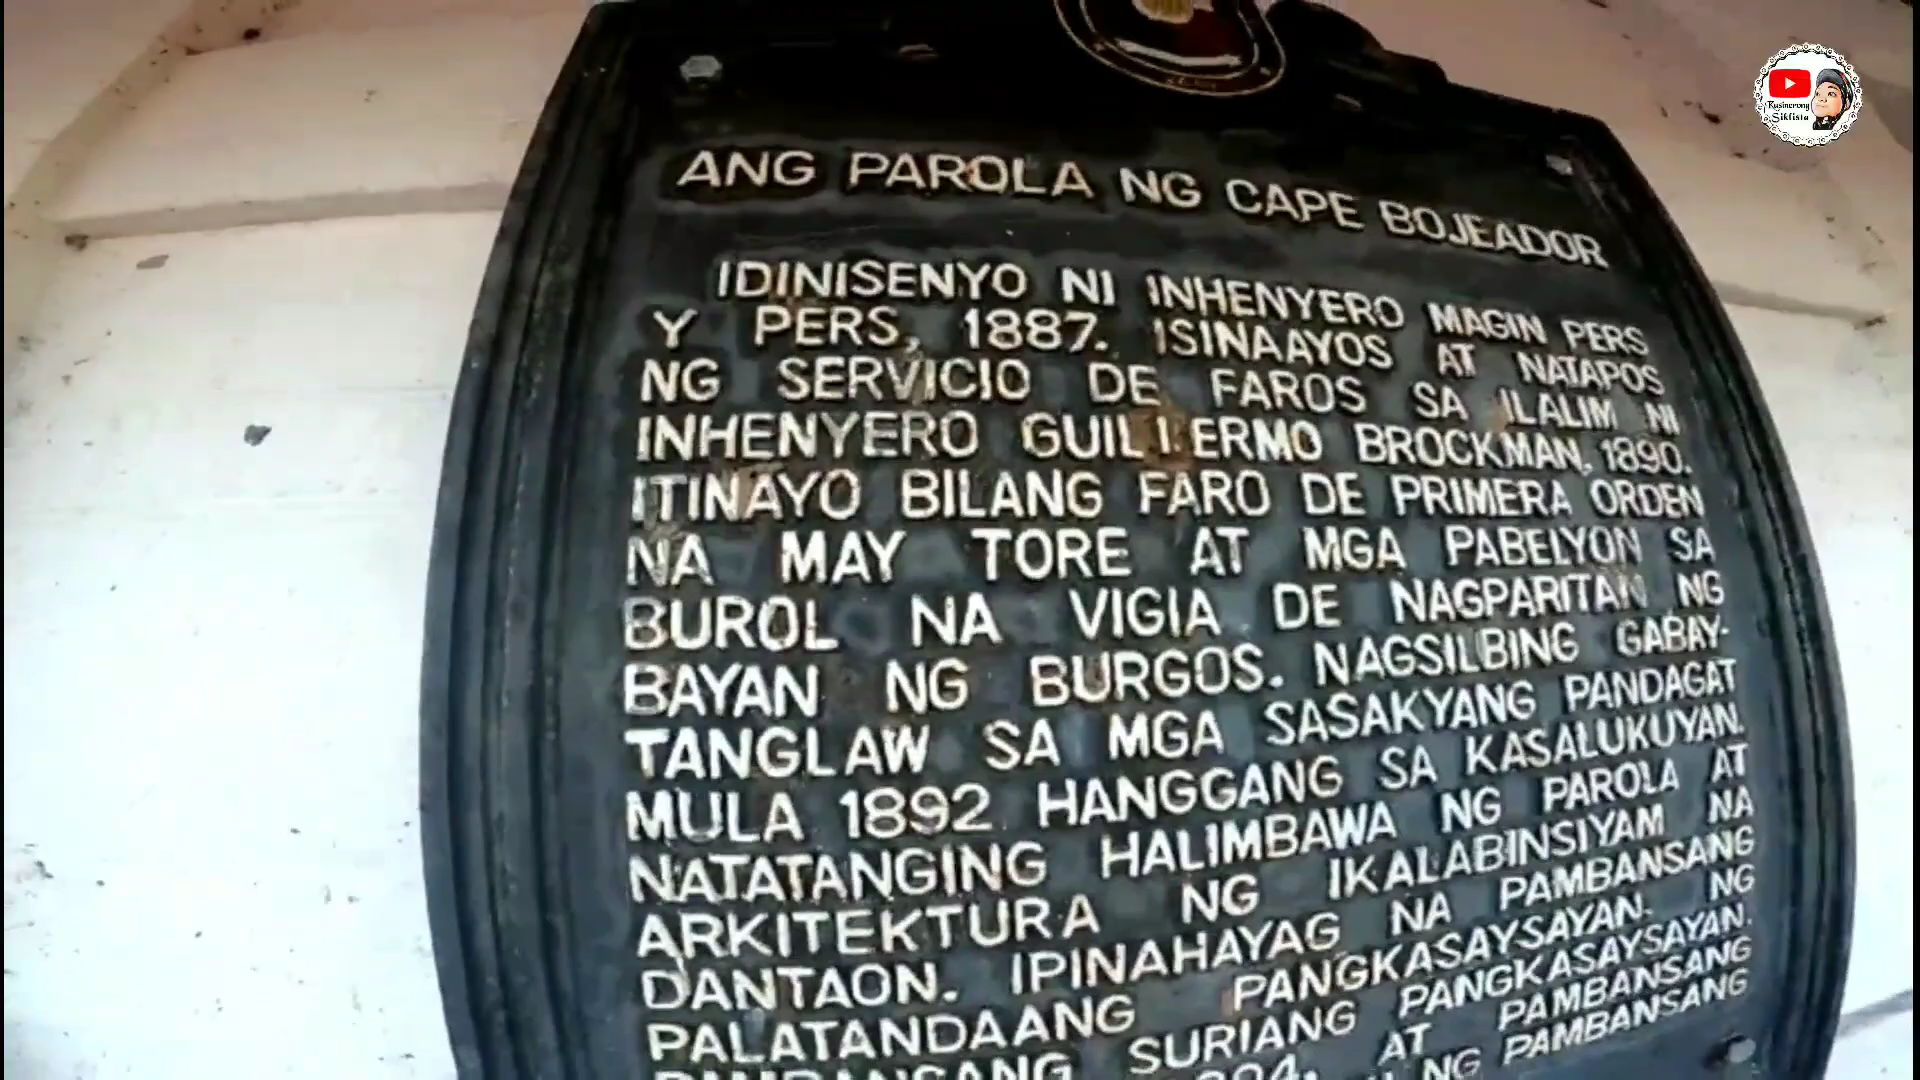 Kusinerong
Siklista
ANG PAROLA NG CAPE BOJEADOR
IDINISENYO NI INHENYERO MAGIN PERS
Y PERS, 1887. ISINAAYOS AT NATAPOS
NG SERVICIO DE FAROS SA ILALIM NI
INHENYERO GUILLERMO BROCKMAN, 1890.
ITINAYO BILANG FARO DE PRIMERA ORDEN
NA MAY TORE AT MGA PABELYON SA
BUROL NA VIGIA DE NAGPARITAN NG
BAYAN NG BURGOS. NAGSILBING GABAY-
TANGLAW SA MGA SASAKYANG PANDAGAT
MULA 1892 HANGGANG SA KASALUKUYAN.
NATATANGING HALIMBAWA NG PAROLA AT
ARKITEKTURA NG IKALABINSIYAM NA
DANTAON. IPINAHAYAG NA PAMBANSANG
PALATANDAANG PANGKASAYSAYAN. NG
PAMBANSANG SURIANG PANGKASAYSAYAN.
AT PAMBANSANG
NG PAMBANSANG